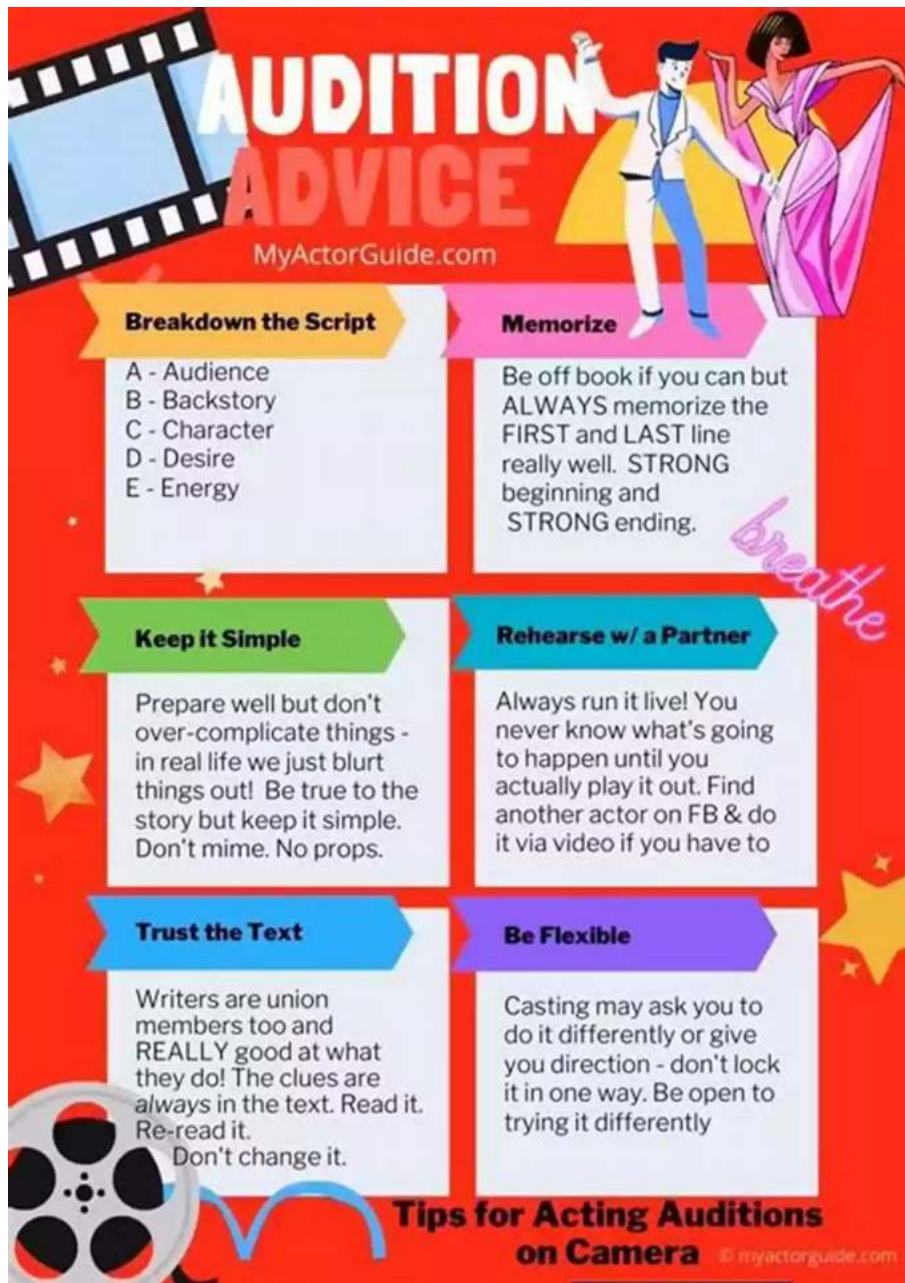 AUDITION
ADVICE
MyActorGuide.com
Breakdown the Script
A - Audience
B - Backstory
C - Character
D - Desire
E - Energy
Memorize
Be off book if you can but
ALWAYS memorize the
FIRST and LAST line
really well. STRONG
beginning and
STRONG ending.
breathe
Keep it Simple
Prepare well but don't
over-complicate things -
in real life we just blurt
things out! Be true to the
story but keep it simple.
Don't mime. No props.
Rehearse w/ a Partner
Always run it live! You
never know what's going
to happen until you
actually play it out. Find
another actor on FB & do
it via video if you have to
Trust the Text
Writers are union
members too and
REALLY good at what
they do! The clues are
always in the text. Read it.
Re-read it.
Don't change it.
Be Flexible
Casting may ask you to
do it differently or give
you direction - don't lock
it in one way. Be open to
trying it differently
Tips for Acting Auditions
on Camera
© myactorguide.com